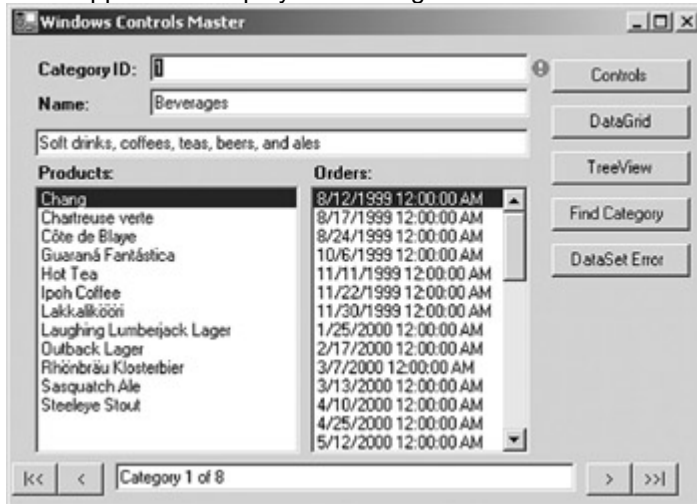 Windows Control Master
Category ID: 1
Controls
Name: Beverages
DataGrid
Soft drinks, coffees, teas, beers, and ales
TreeView
Products:
Orders:
Find Category
DataSet Error
Chang
Chartreuse verte
Côte de Blaye
Guaraná Fantástica
Hot Tea
Ipoh Coffee
Lakkalikööri
Laughing Lumberjack Lager
Outback Lager
Rhönbräu Klosterbier
Sasquatch Ale
Steeleye Stout
8/12/1999 12:00:00 AM
8/17/1999 12:00:00 AM
8/24/1999 12:00:00 AM
10/6/1999 12:00:00 AM
11/11/1999 12:00:00 AM
11/22/1999 12:00:00 AM
11/30/1999 12:00:00 AM
1/25/2000 12:00:00 AM
2/17/2000 12:00:00 AM
3/7/2000 12:00:00 AM
3/13/2000 12:00:00 AM
4/10/2000 12:00:00 AM
4/25/2000 12:00:00 AM
5/12/2000 12:00:00 AM
|<< < Category 1 of 8 > >>|